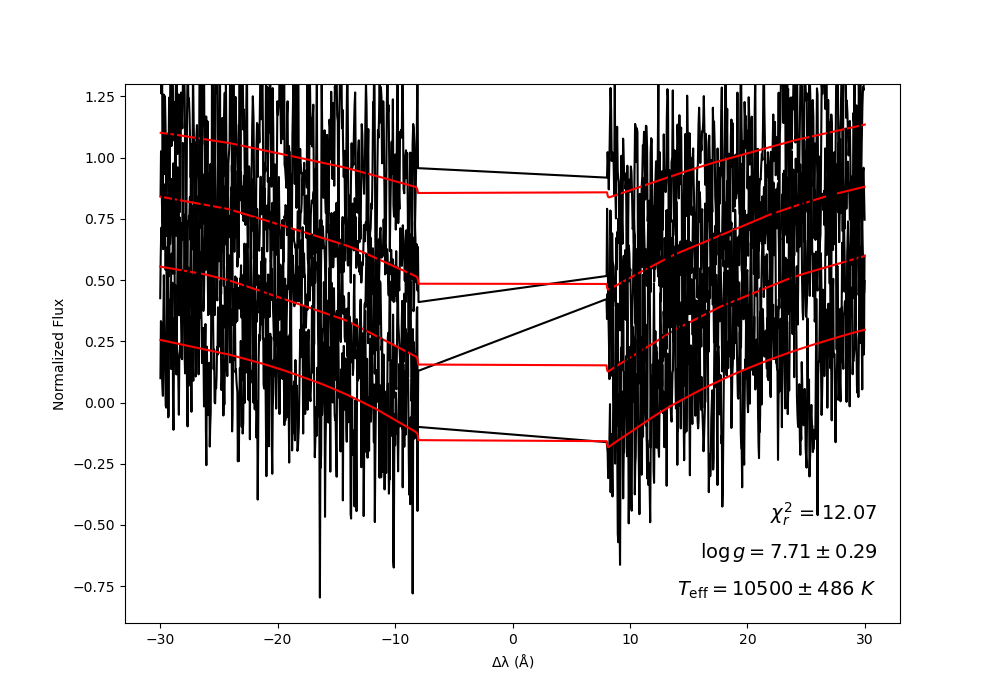 1.25
1.00
0.75
0.50
0.25
0.00
−0.25
−0.50
−0.75
Normalized Flux
χ²ᵣ = 12.07
log g = 7.71 ± 0.29
T_eff = 10500 ± 486 K
−30 −20 −10 0 10 20 30
Δλ (Å)